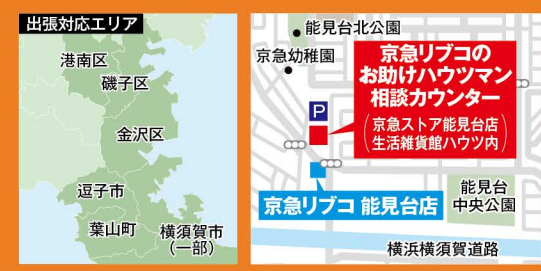 出張対応エリア
港南区
磯子区
金沢区
逗子市
葉山町
横須賀市
(一部)
能見台北公園
京急幼稚園
京急リブコの
お助けハウツマン
相談カウンター
(京急ストア能見台店
生活雑貨館ハウツ内)
P
京急リブコ 能見台店
能見台
中央公園
横浜横須賀道路